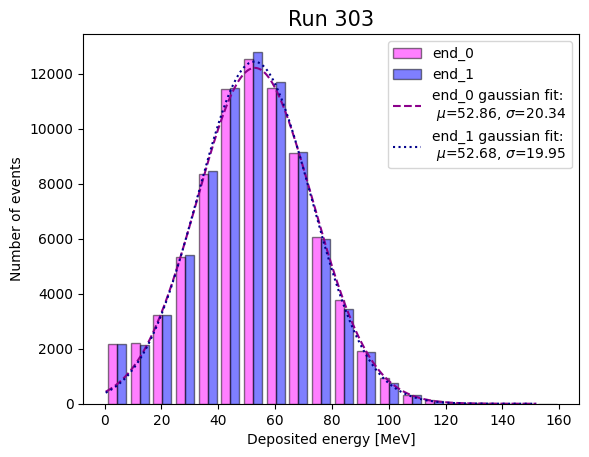 Run 303
end_0
end_1
end_0 gaussian fit:
μ=52.86, σ=20.34
end_1 gaussian fit:
μ=52.68, σ=19.95
Number of events
12000
10000
8000
6000
4000
2000
0
0 20 40 60 80 100 120 140 160
Deposited energy [MeV]